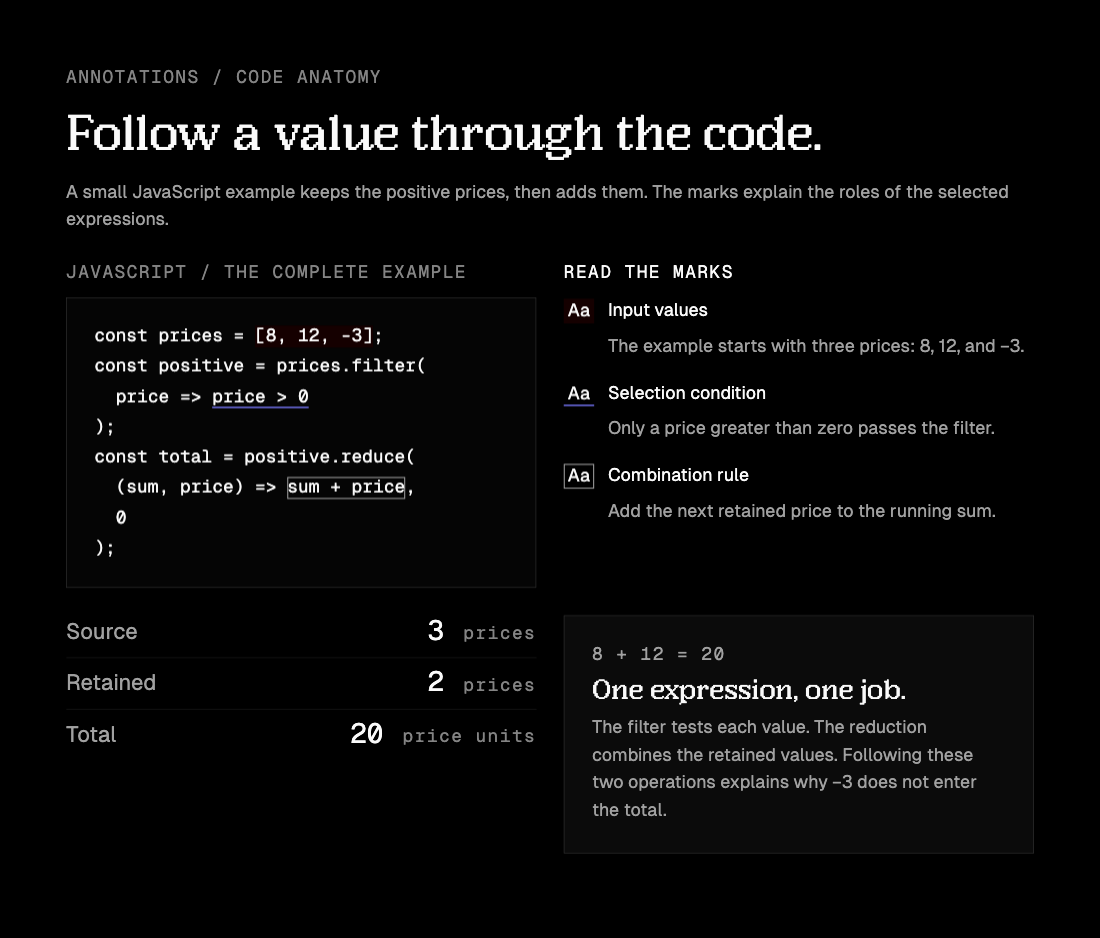 ANNOTATIONS / CODE ANATOMY
Follow a value through the code.
A small JavaScript example keeps the positive prices, then adds them. The marks explain the roles of the selected
expressions.
JAVASCRIPT / THE COMPLETE EXAMPLE
const prices = [8, 12, -3];
const positive = prices.filter(
  price => price > 0
);
const total = positive.reduce(
  (sum, price) => sum + price,
  0
);
READ THE MARKS
Aa Input values
The example starts with three prices: 8, 12, and −3.
Aa Selection condition
Only a price greater than zero passes the filter.
Aa Combination rule
Add the next retained price to the running sum.
Source 3 prices
Retained 2 prices
Total 20 price units
8 + 12 = 20
One expression, one job.
The filter tests each value. The reduction
combines the retained values. Following these
two operations explains why −3 does not enter
the total.